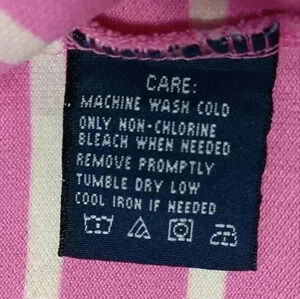 CARE:
MACHINE WASH COLD
ONLY NON-CHLORINE
BLEACH WHEN NEEDED
REMOVE PROMPTLY
TUMBLE DRY LOW
COOL IRON IF NEEDED